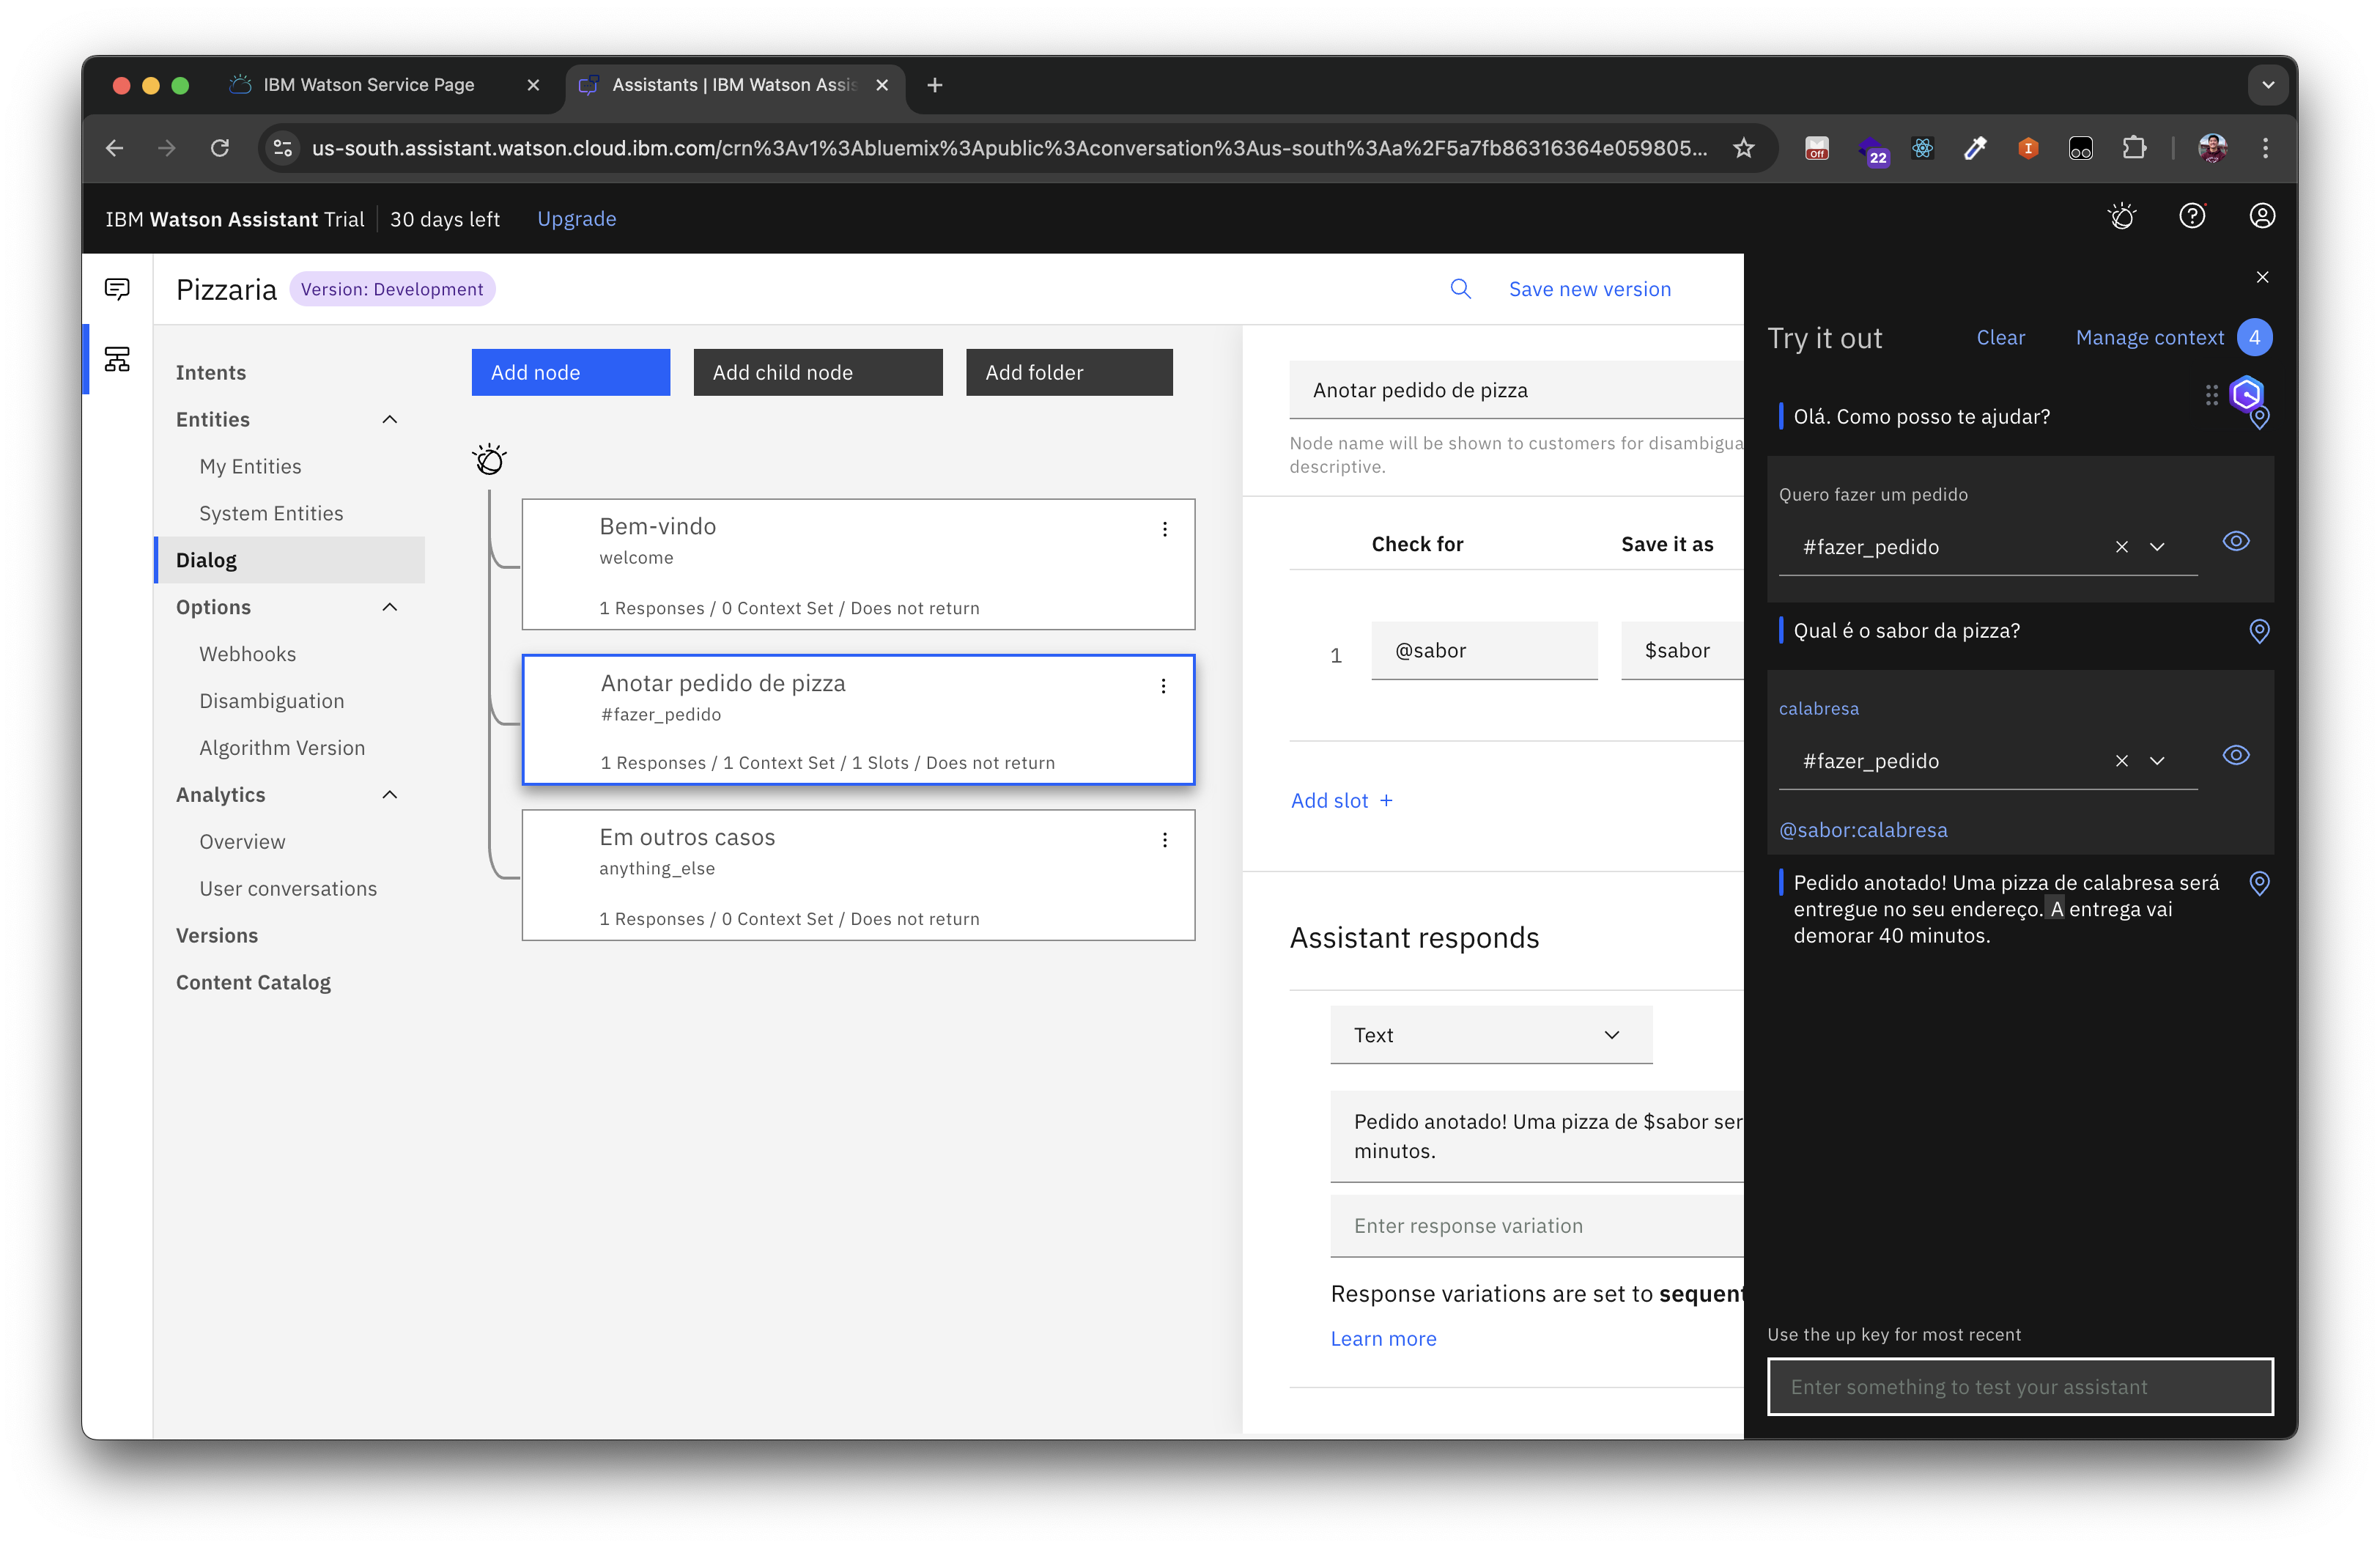 IBM Watson Service Page
Assistants | IBM Watson Assis
us-south.assistant.watson.cloud.ibm.com/crn%3Av1%3Abluemix%3Apublic%3Aconversation%3Aus-south%3Aa%2F5a7fb86316364e059805...
Off
22
IBM Watson Assistant Trial
30 days left
Upgrade
Pizzaria
Version: Development
Save new version
Intents
Entities
My Entities
System Entities
Dialog
Options
Webhooks
Disambiguation
Algorithm Version
Analytics
Overview
User conversations
Versions
Content Catalog
Add node
Add child node
Add folder
Bem-vindo
welcome
1 Responses / 0 Context Set / Does not return
Anotar pedido de pizza
#fazer_pedido
1 Responses / 1 Context Set / 1 Slots / Does not return
Em outros casos
anything_else
1 Responses / 0 Context Set / Does not return
Anotar pedido de pizza
Node name will be shown to customers for disambigua
descriptive.
Check for
Save it as
1
@sabor
$sabor
Add slot +
Assistant responds
Text
Pedido anotado! Uma pizza de $sabor ser
minutos.
Enter response variation
Response variations are set to sequent
Learn more
Try it out
Clear
Manage context
4
Olá. Como posso te ajudar?
Quero fazer um pedido
#fazer_pedido
Qual é o sabor da pizza?
calabresa
#fazer_pedido
@sabor:calabresa
Pedido anotado! Uma pizza de calabresa será
entregue no seu endereço. A entrega vai
demorar 40 minutos.
Use the up key for most recent
Enter something to test your assistant